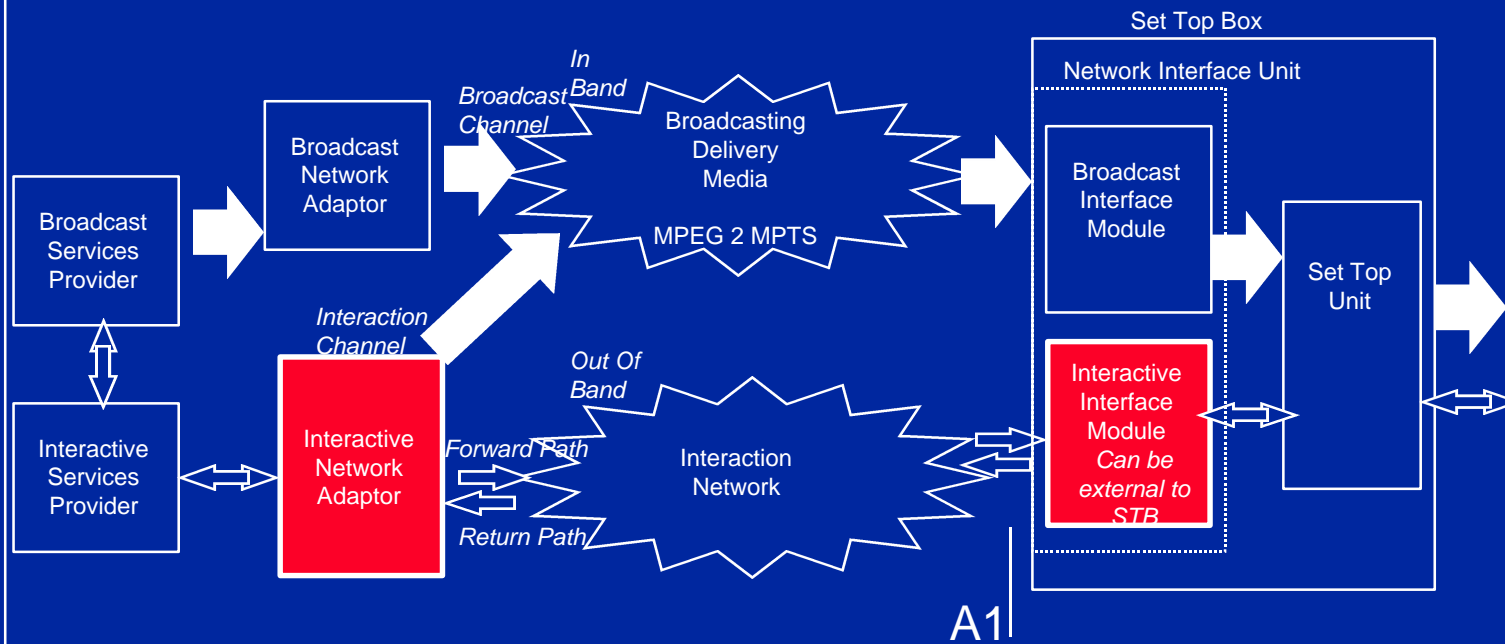 Set Top Box
Network Interface Unit
In
Band
Broadcast
Channel
Broadcasting
Delivery
Media
MPEG 2 MPTS
Broadcast
Network
Adaptor
Broadcast
Services
Provider
Broadcast
Interface
Module
Set Top
Unit
Interaction
Channel
Out Of
Band
Interactive
Services
Provider
Interactive
Network
Adaptor
Forward Path
Return Path
Interaction
Network
Interactive
Interface
Module
Can be
external to
STB
A1